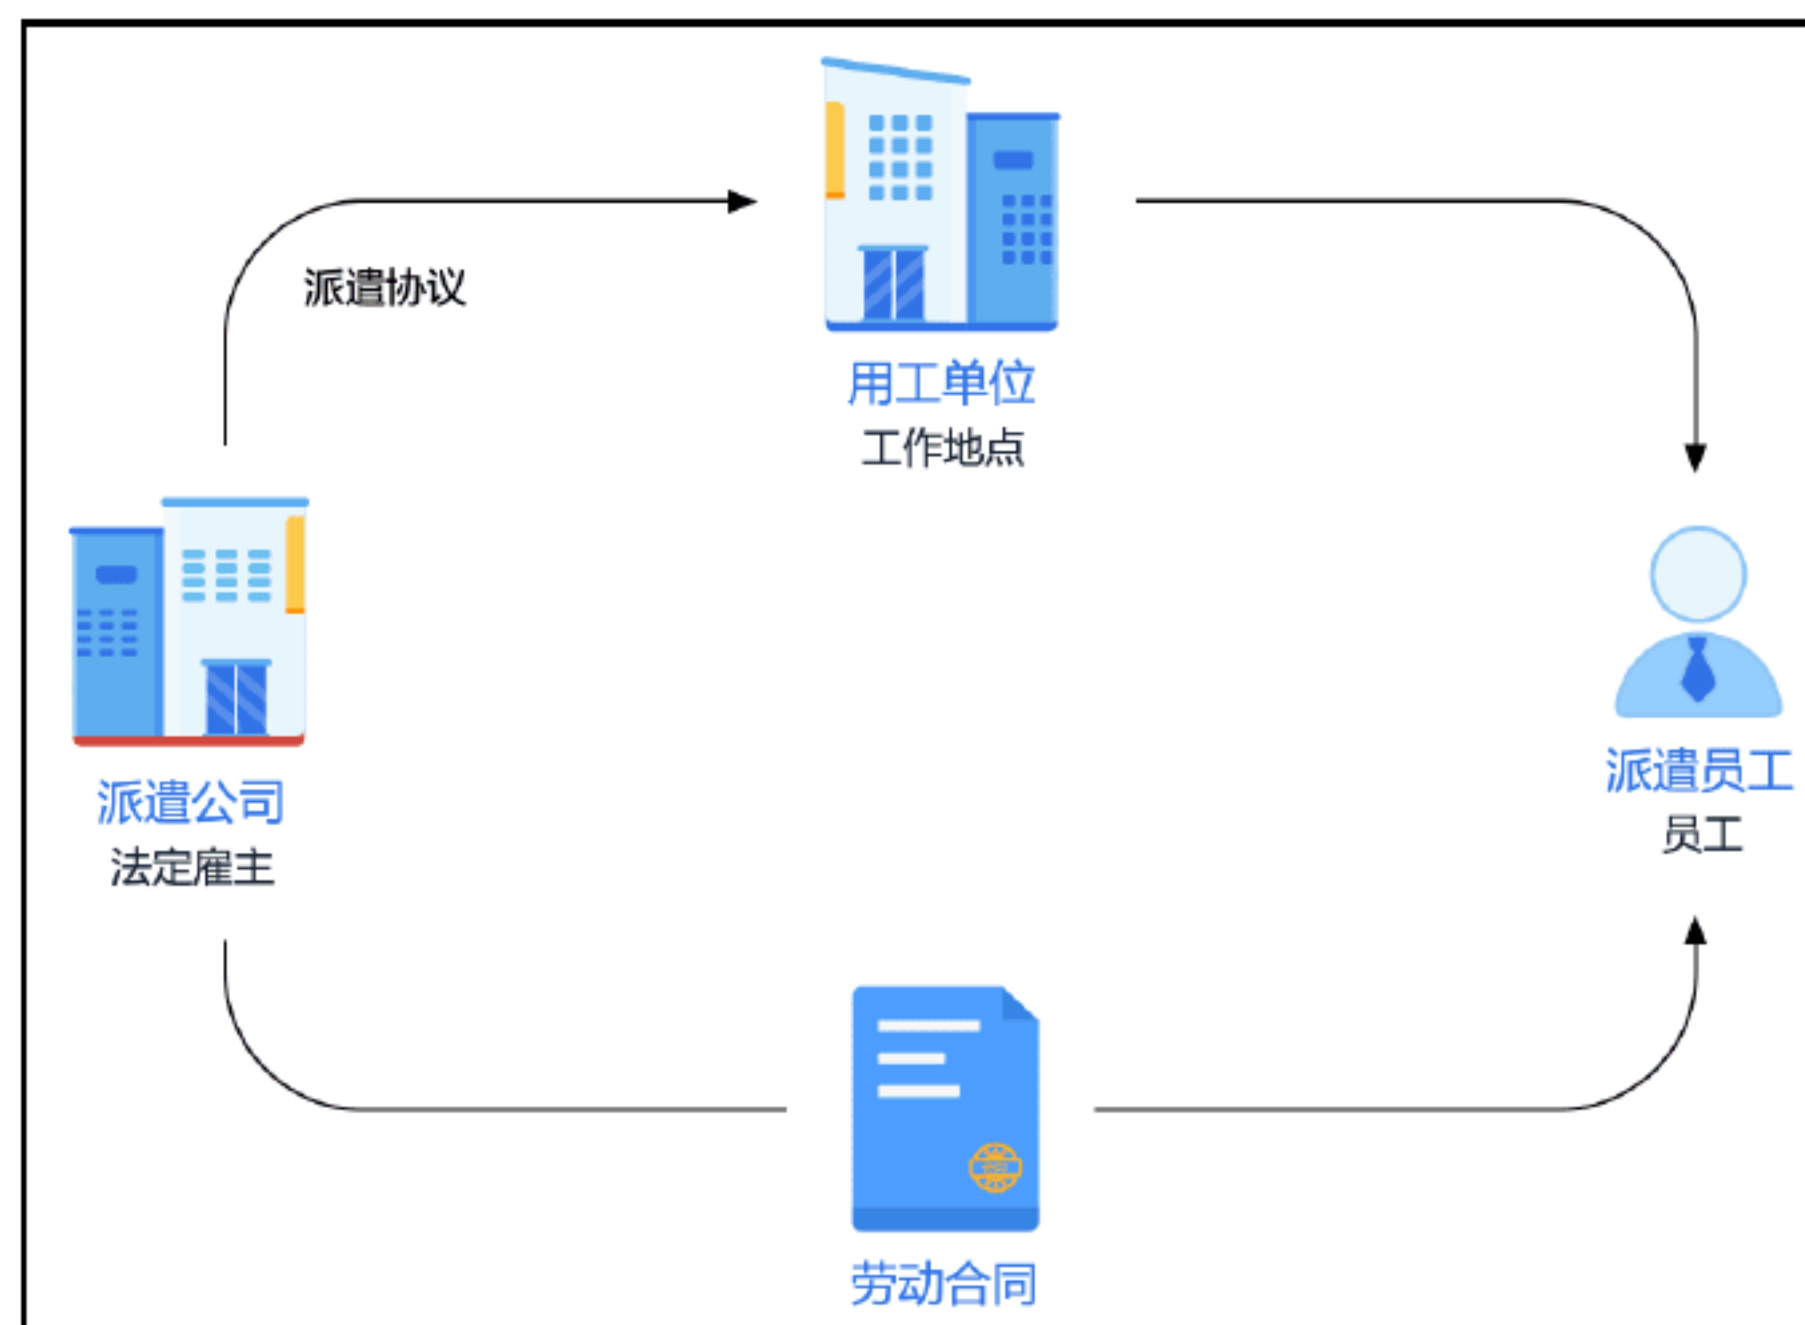 派遣协议
用工单位
工作地点
派遣公司
法定雇主
派遣员工
员工
劳动合同